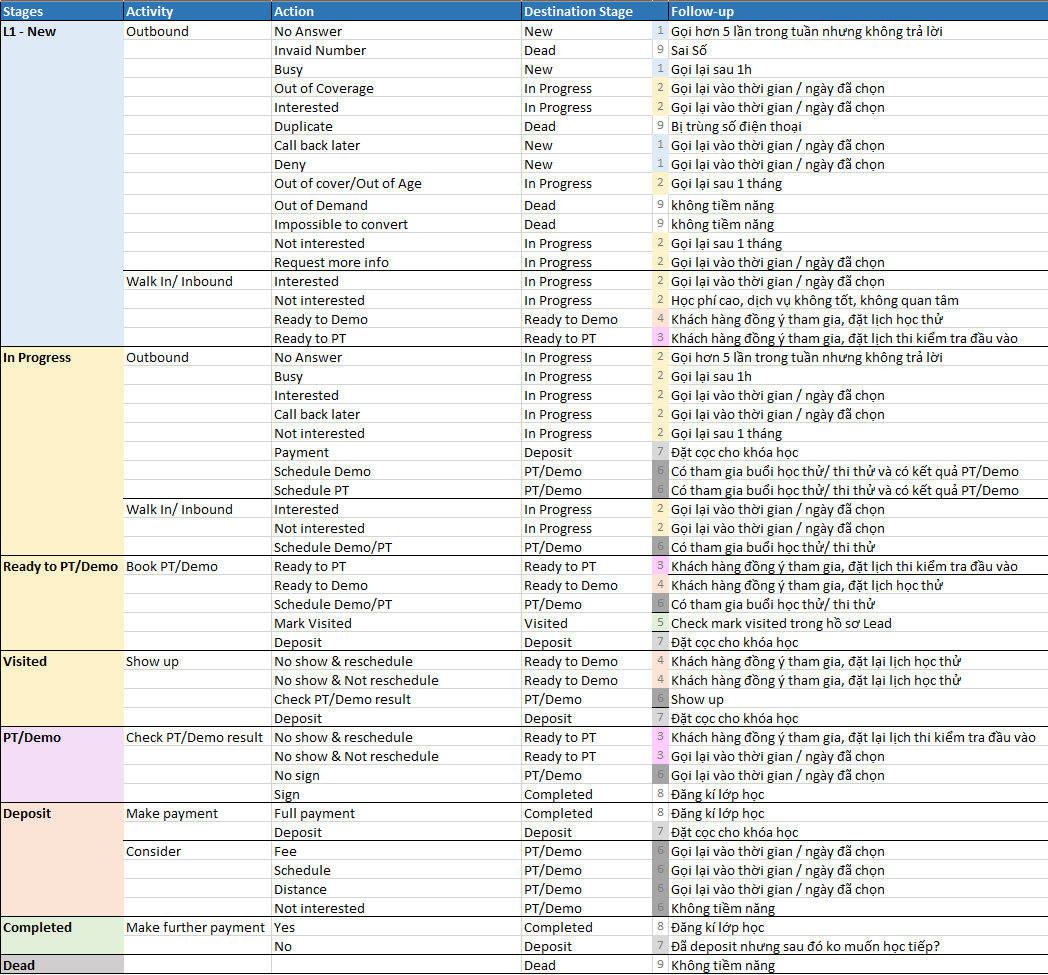 Stages Activity Action Destination Stage Follow-up
L1 - New Outbound No Answer New 1 Gọi hơn 5 lần trong tuần nhưng không trả lời
Invaid Number Dead 9 Sai Số
Busy New 1 Gọi lại sau 1h
Out of Coverage In Progress 2 Gọi lại vào thời gian / ngày đã chọn
Interested In Progress 2 Gọi lại vào thời gian / ngày đã chọn
Duplicate Dead 9 Bị trùng số điện thoại
Call back later New 1 Gọi lại vào thời gian / ngày đã chọn
Deny New 1 Gọi lại vào thời gian / ngày đã chọn
Out of cover/Out of Age In Progress 2 Gọi lại sau 1 tháng
Out of Demand Dead 9 không tiềm năng
Impossible to convert Dead 9 không tiềm năng
Not interested In Progress 2 Gọi lại sau 1 tháng
Request more info In Progress 2 Gọi lại vào thời gian / ngày đã chọn
Walk In/ Inbound Interested In Progress 2 Gọi lại vào thời gian / ngày đã chọn
Not interested In Progress 2 Học phí cao, dịch vụ không tốt, không quan tâm
Ready to Demo Ready to Demo 4 Khách hàng đồng ý tham gia, đặt lịch học thử
Ready to PT Ready to PT 3 Khách hàng đồng ý tham gia, đặt lịch thi kiểm tra đầu vào
In Progress Outbound No Answer In Progress 2 Gọi hơn 5 lần trong tuần nhưng không trả lời
Busy In Progress 2 Gọi lại sau 1h
Interested In Progress 2 Gọi lại vào thời gian / ngày đã chọn
Call back later In Progress 2 Gọi lại vào thời gian / ngày đã chọn
Not interested In Progress 2 Gọi lại sau 1 tháng
Payment Deposit 7 Đặt cọc cho khóa học
Schedule Demo PT/Demo 6 Có tham gia buổi học thử/ thi thử và có kết quả PT/Demo
Schedule PT PT/Demo 6 Có tham gia buổi học thử/ thi thử và có kết quả PT/Demo
Walk In/ Inbound Interested In Progress 2 Gọi lại vào thời gian / ngày đã chọn
Not interested In Progress 2 Gọi lại vào thời gian / ngày đã chọn
Schedule Demo/PT PT/Demo 6 Có tham gia buổi học thử/ thi thử
Ready to PT/Demo Book PT/Demo Ready to PT Ready to PT 3 Khách hàng đồng ý tham gia, đặt lịch thi kiểm tra đầu vào
Ready to Demo Ready to Demo 4 Khách hàng đồng ý tham gia, đặt lịch học thử
Schedule Demo/PT PT/Demo 6 Có tham gia buổi học thử/ thi thử
Mark Visited Visited 5 Check mark visited trong hồ sơ Lead
Deposit Deposit 7 Đặt cọc cho khóa học
Visited Show up No show & reschedule Ready to Demo 4 Khách hàng đồng ý tham gia, đặt lại lịch học thử
No show & Not reschedule Ready to Demo 4 Khách hàng đồng ý tham gia, đặt lại lịch học thử
Check PT/Demo result PT/Demo 6 Show up
Deposit Deposit 7 Đặt cọc cho khóa học
PT/Demo Check PT/Demo result No show & reschedule Ready to PT 3 Khách hàng đồng ý tham gia, đặt lại lịch thi kiểm tra đầu vào
No show & Not reschedule Ready to PT 3 Gọi lại vào thời gian / ngày đã chọn
No sign PT/Demo 6 Gọi lại vào thời gian / ngày đã chọn
Sign Completed 8 Đăng kí lớp học
Deposit Make payment Full payment Completed 8 Đăng kí lớp học
Deposit Deposit 7 Đặt cọc cho khóa học
Consider Fee PT/Demo 6 Gọi lại vào thời gian / ngày đã chọn
Schedule PT/Demo 6 Gọi lại vào thời gian / ngày đã chọn
Distance PT/Demo 6 Gọi lại vào thời gian / ngày đã chọn
Not interested PT/Demo 6 Không tiềm năng
Completed Make further payment Yes Completed 8 Đăng kí lớp học
No Deposit 7 Đã deposit nhưng sau đó ko muốn học tiếp?
Dead Dead 9 Không tiềm năng